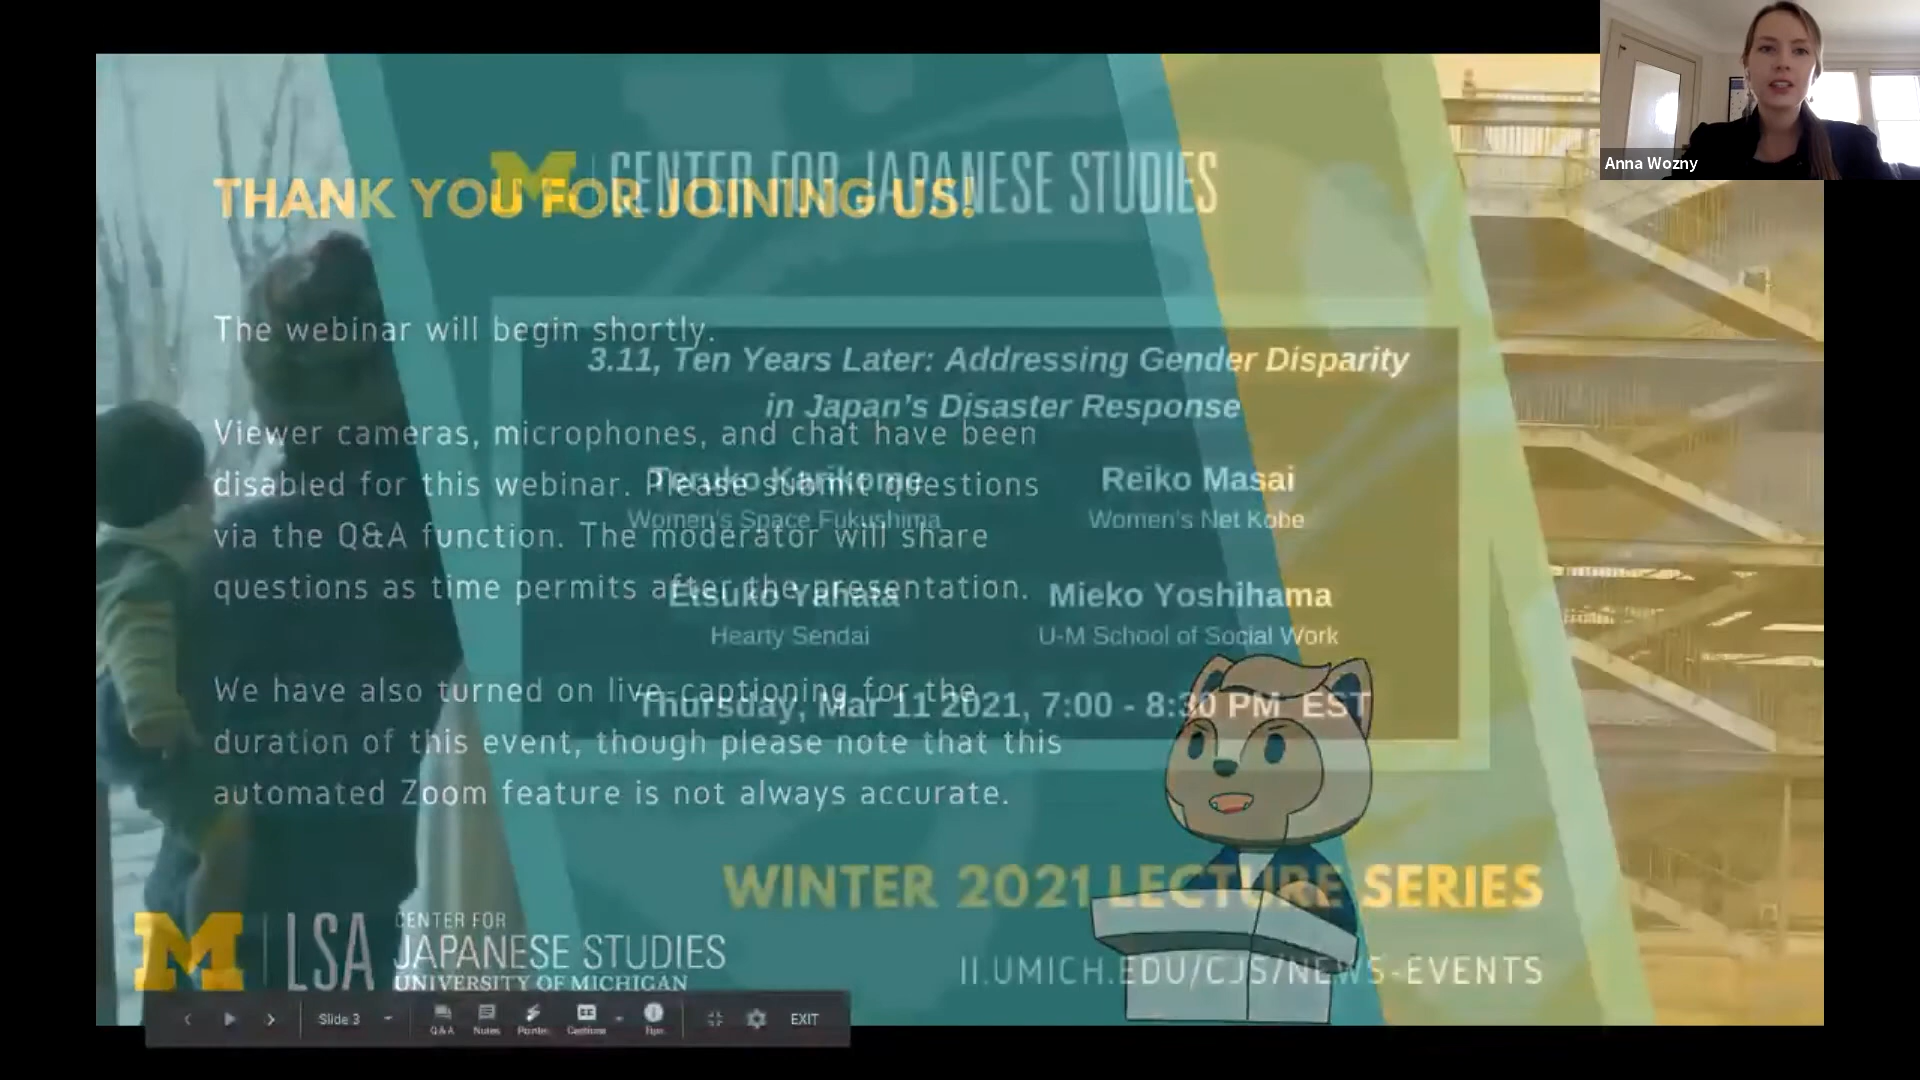 Anna Wozny
M CENTER FOR JAPANESE STUDIES
THANK YOU FOR JOINING US!
The webinar will begin shortly.
3.11, Ten Years Later: Addressing Gender Disparity
in Japan's Disaster Response
Viewer cameras, microphones, and chat have been
disabled for this webinar. Please submit questions
via the Q&A function. The moderator will share
questions as time permits after the presentation.
Teruko Karikome
Women's Space Fukushima
Reiko Masai
Women's Net Kobe
Etsuko Yahata
Hearty Sendai
Mieko Yoshihama
U-M School of Social Work
Thursday, Mar 11 2021, 7:00 - 8:30 PM EST
We have also turned on live-captioning for the
duration of this event, though please note that this
automated Zoom feature is not always accurate.
WINTER 2021 LECTURE SERIES
II.UMICH.EDU/CJS/NEWS-EVENTS
M LSA CENTER FOR
JAPANESE STUDIES
UNIVERSITY OF MICHIGAN
Slide 3
Q&A Notes Pointer Captions Tips
EXIT